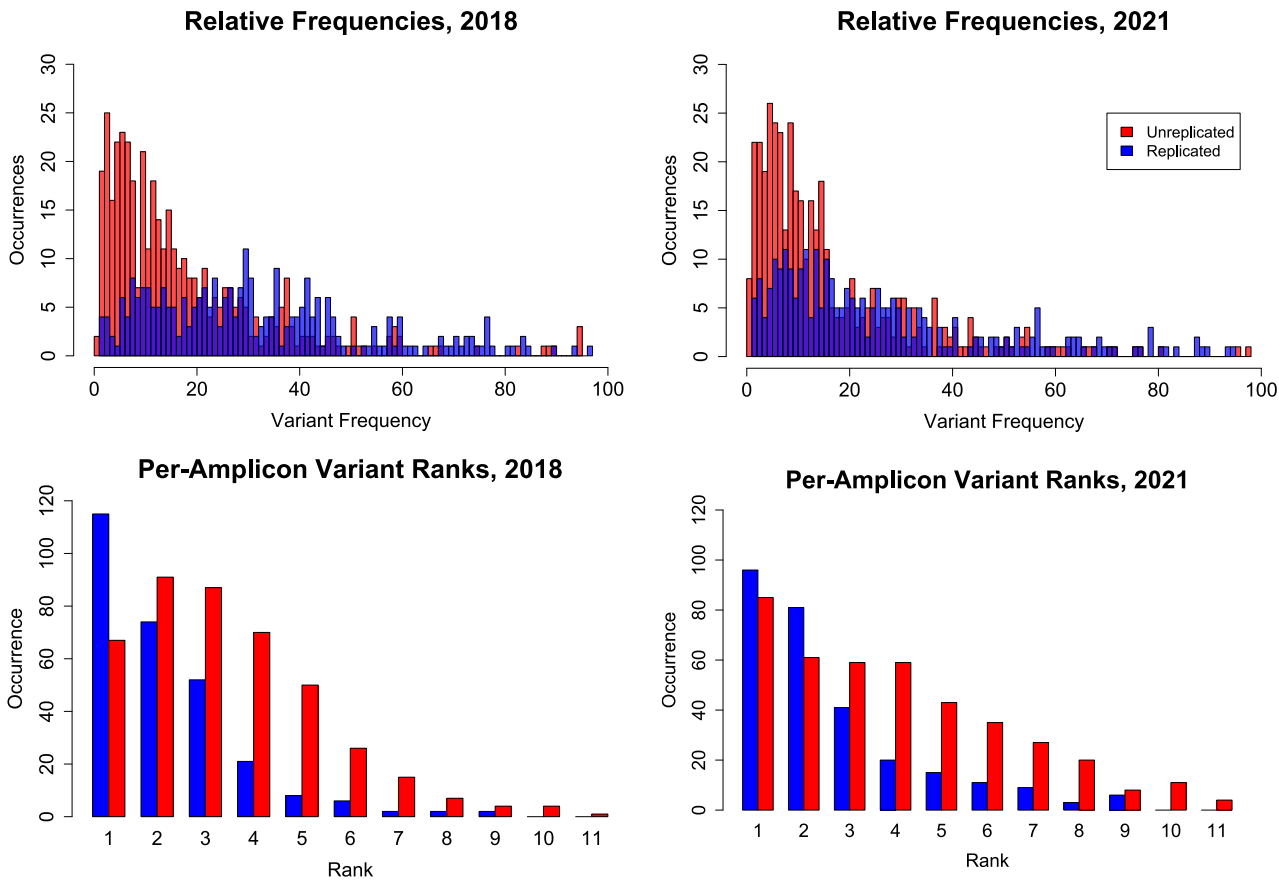 Relative Frequencies, 2018
30
25
20
15
10
5
0
Occurrences
0 20 40 60 80 100
Variant Frequency
Relative Frequencies, 2021
30
25
20
15
10
5
0
Occurrences
Unreplicated
Replicated
0 20 40 60 80 100
Variant Frequency
Per-Amplicon Variant Ranks, 2018
120
100
80
60
40
20
0
Occurrence
1 2 3 4 5 6 7 8 9 10 11
Rank
Per-Amplicon Variant Ranks, 2021
120
100
80
60
40
20
0
Occurrence
1 2 3 4 5 6 7 8 9 10 11
Rank